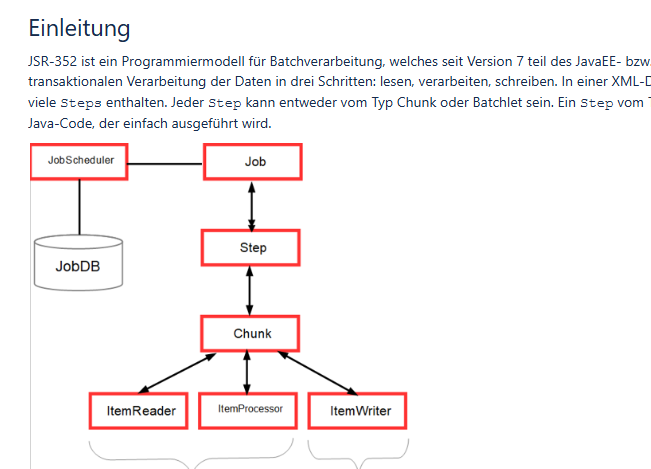 Einleitung
JSR-352 ist ein Programmiermodell für Batchverarbeitung, welches seit Version 7 teil des JavaEE- bzw.
transaktionalen Verarbeitung der Daten in drei Schritten: lesen, verarbeiten, schreiben. In einer XML-D
viele Steps enthalten. Jeder Step kann entweder vom Typ Chunk oder Batchlet sein. Ein Step vom
Java-Code, der einfach ausgeführt wird.
JobScheduler
Job
Step
JobDB
Chunk
ItemReader
ItemProcessor
ItemWriter